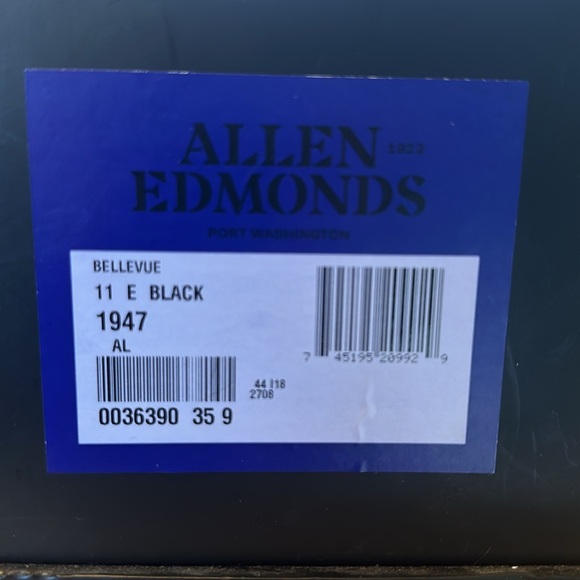 ALLEN 1922
EDMONDS
PORT WASHINGTON
BELLEVUE
11 E BLACK
1947
AL
7 45195 20992 9
44 118
2708
0036390 35 9